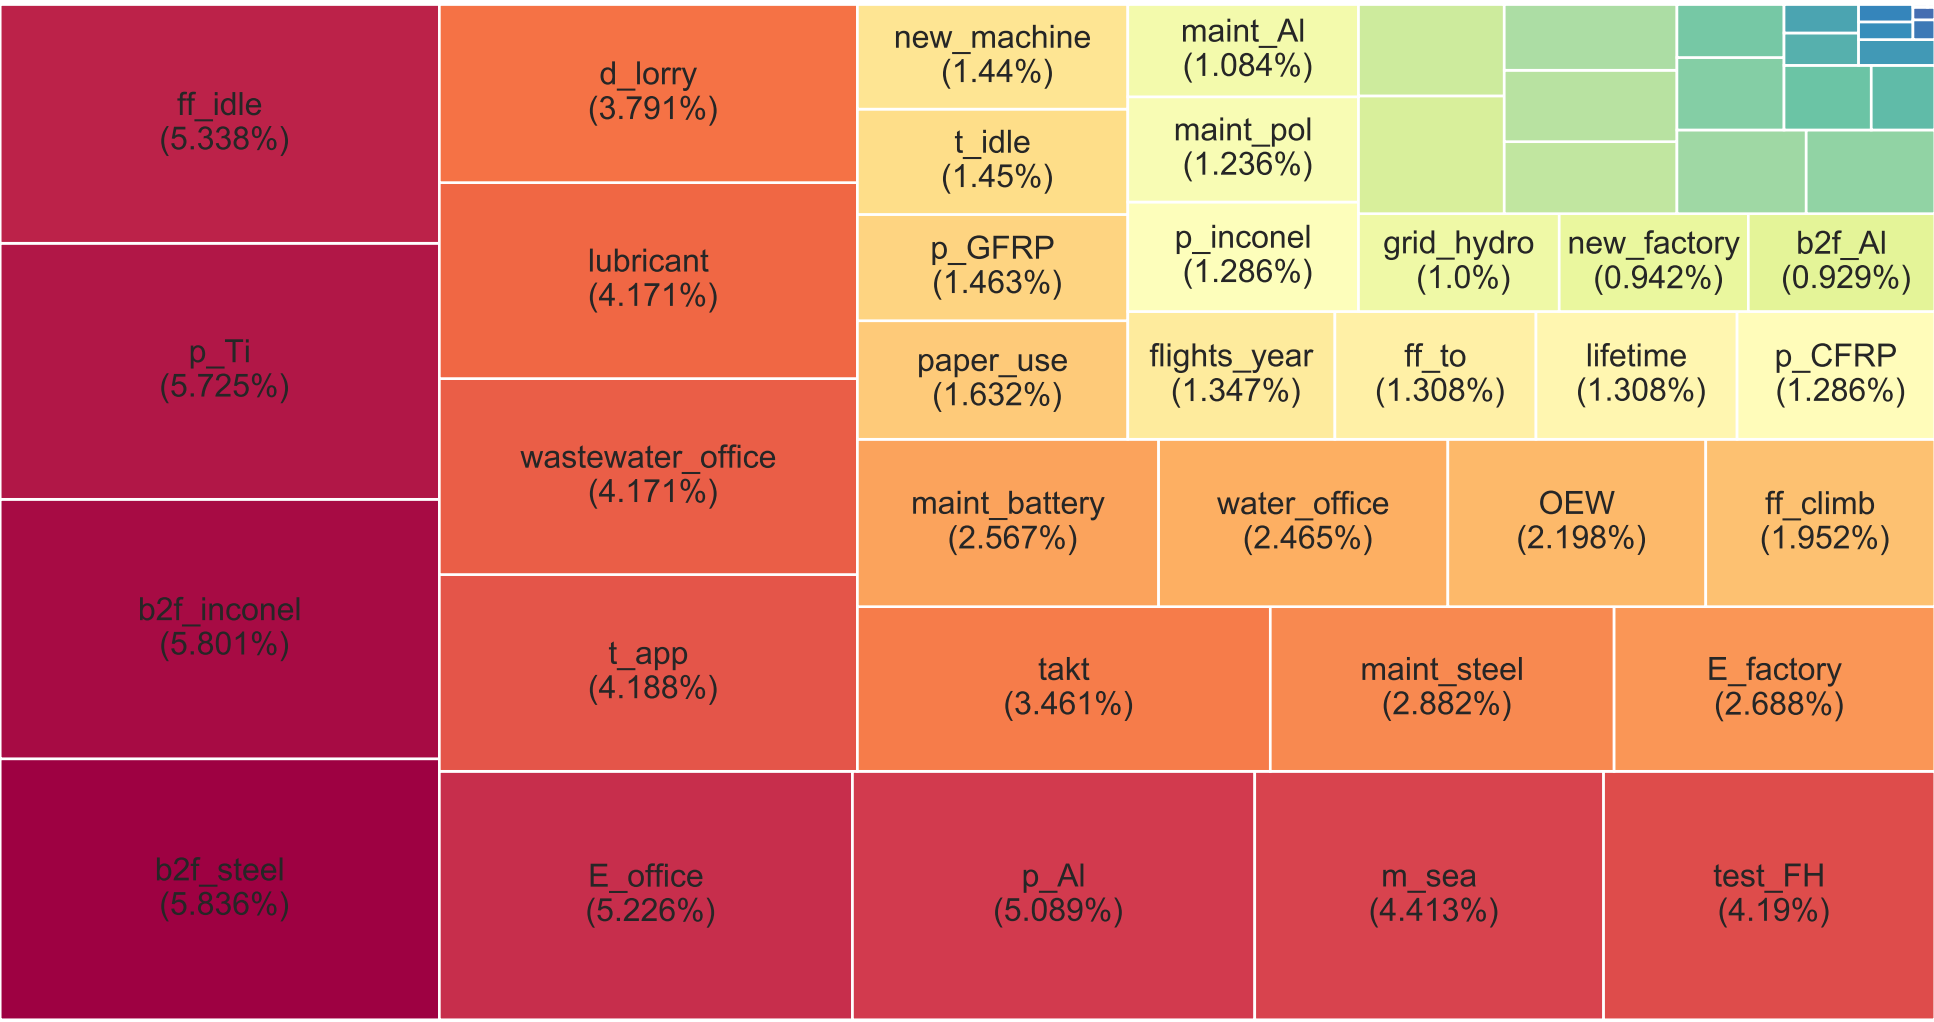 ff_idle
(5.338%)
p_Ti
(5.725%)
b2f_inconel
(5.801%)
b2f_steel
(5.836%)
d_lorry
(3.791%)
lubricant
(4.171%)
wastewater_office
(4.171%)
t_app
(4.188%)
E_office
(5.226%)
p_Al
(5.089%)
m_sea
(4.413%)
test_FH
(4.19%)
takt
(3.461%)
maint_steel
(2.882%)
E_factory
(2.688%)
maint_battery
(2.567%)
water_office
(2.465%)
OEW
(2.198%)
ff_climb
(1.952%)
new_machine
(1.44%)
t_idle
(1.45%)
p_GFRP
(1.463%)
paper_use
(1.632%)
flights_year
(1.347%)
ff_to
(1.308%)
lifetime
(1.308%)
p_CFRP
(1.286%)
maint_Al
(1.084%)
maint_pol
(1.236%)
p_inconel
(1.286%)
grid_hydro
(1.0%)
new_factory
(0.942%)
b2f_Al
(0.929%)